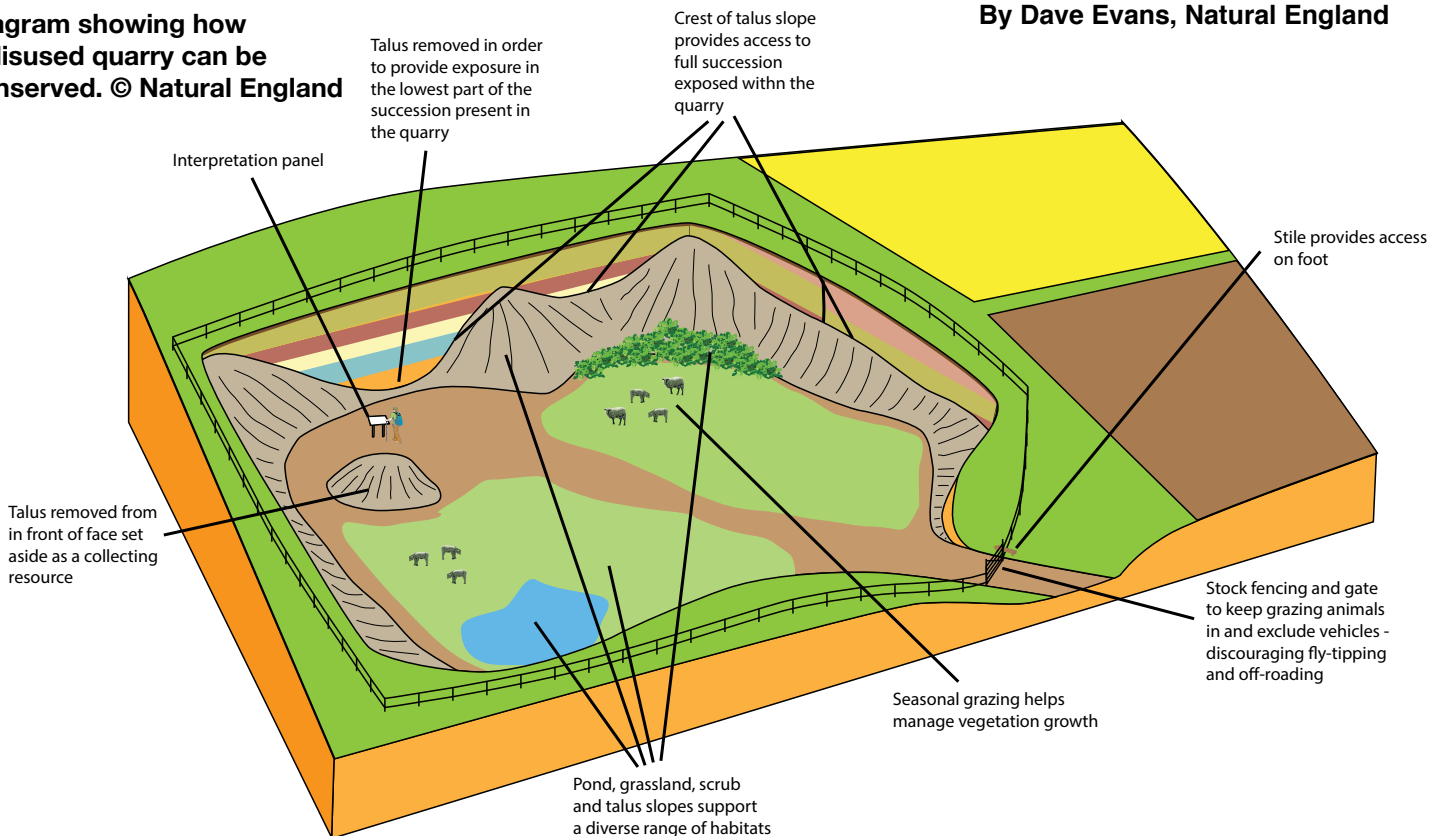 agram showing how
disused quarry can be
nserved. © Natural England
By Dave Evans, Natural England
Talus removed in order
to provide exposure in
the lowest part of the
succession present in
the quarry
Crest of talus slope
provides access to
full succession
exposed withn the
quarry
Interpretation panel
Stile provides access
on foot
Talus removed from
in front of face set
aside as a collecting
resource
Stock fencing and gate
to keep grazing animals
in and exclude vehicles -
discouraging fly-tipping
and off-roading
Seasonal grazing helps
manage vegetation growth
Pond, grassland, scrub
and talus slopes support
a diverse range of habitats